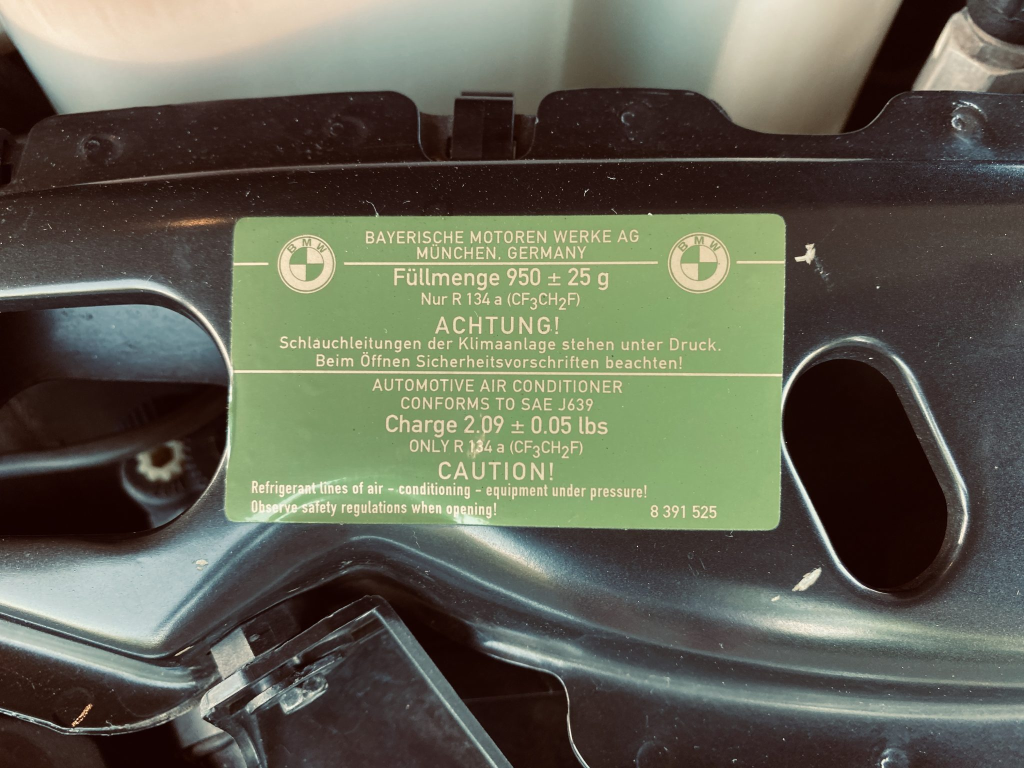 BMW
BMW
BAYERISCHE MOTOREN WERKE AG
MÜNCHEN, GERMANY
Füllmenge 950 ± 25 g
Nur R 134 a (CF₃CH₂F)
ACHTUNG!
Schlauchleitungen der Klimaanlage stehen unter Druck.
Beim Öffnen Sicherheitsvorschriften beachten!
AUTOMOTIVE AIR CONDITIONER
CONFORMS TO SAE J639
Charge 2.09 ± 0.05 lbs
ONLY R 134 a (CF₃CH₂F)
CAUTION!
Refrigerant lines of air - conditioning - equipment under pressure!
Observe safety regulations when opening!
8 391 525